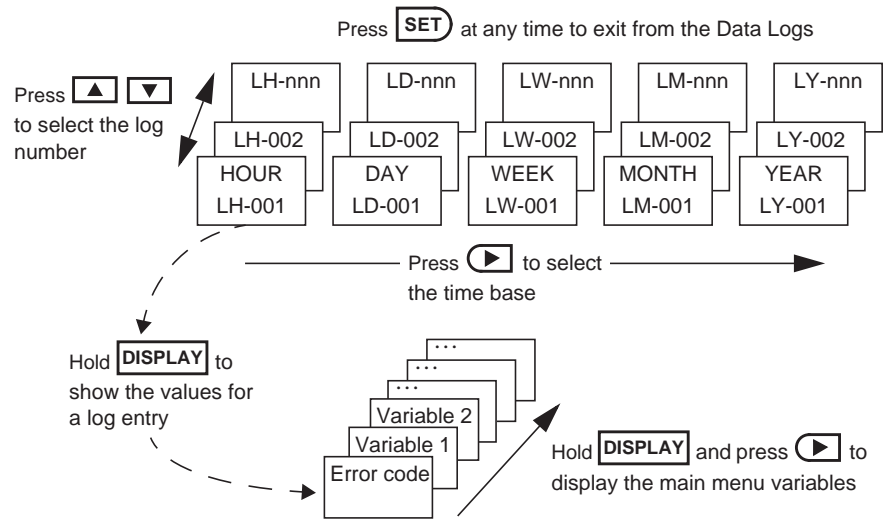 Press SET at any time to exit from the Data Logs
Press ▲ ▼
to select the log
number
LH-nnn LD-nnn LW-nnn LM-nnn LY-nnn
LH-002 LD-002 LW-002 LM-002 LY-002
HOUR DAY WEEK MONTH YEAR
LH-001 LD-001 LW-001 LM-001 LY-001
Press ▶ to select
the time base
Hold DISPLAY to
show the values for
a log entry
...
...
...
Variable 2
Variable 1
Error code
Hold DISPLAY and press ▶ to
display the main menu variables